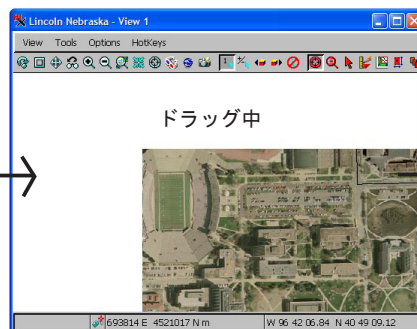 Lincoln Nebraska - View 1
View Tools Options HotKeys
ドラッグ中
693814 E 4521017 N m
W 96 42 06.84 N 40 49 09.12